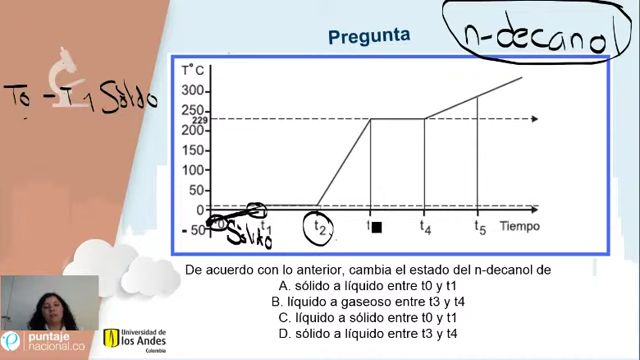 Pregunta
n-decanol
T°C
T0 - T1 Sólido
300
250
229
200
150
100
50
0
- 50
t1
t2
t4
t5
Tiempo
Sólido
De acuerdo con lo anterior, cambia el estado del n-decanol de
A. sólido a líquido entre t0 y t1
B. líquido a gaseoso entre t3 y t4
C. líquido a sólido entre t0 y t1
D. sólido a líquido entre t3 y t4
puntaje
nacional.co
Universidad de
los Andes
Colombia